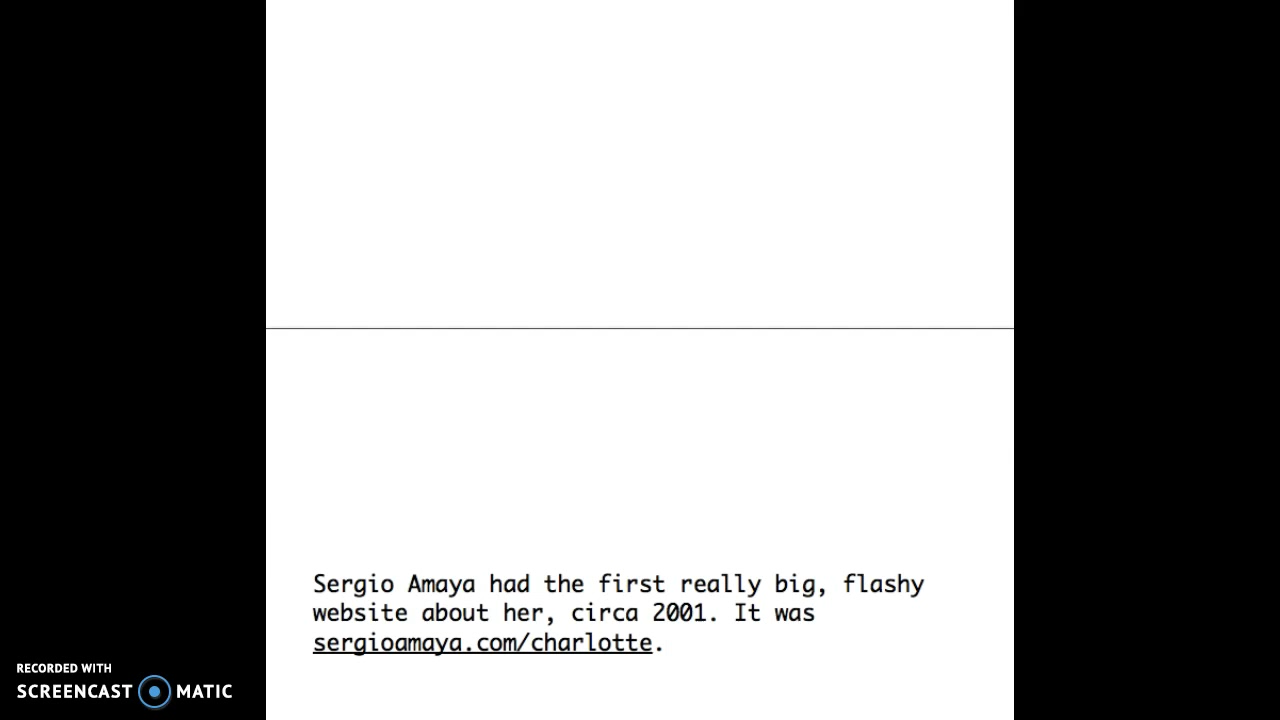 Sergio Amaya had the first really big, flashy
website about her, circa 2001. It was
sergioamaya.com/charlotte.
RECORDED WITH
SCREENCAST MATIC